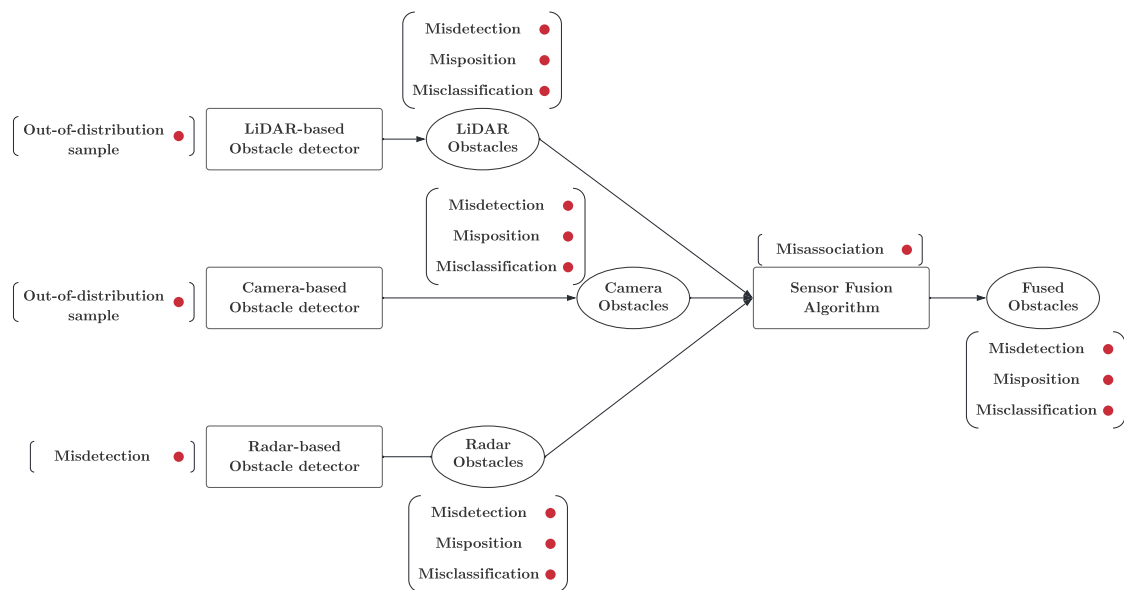 Misdetection
Misposition
Misclassification
Out-of-distribution
sample
LiDAR-based
Obstacle detector
LiDAR
Obstacles
Misdetection
Misposition
Misclassification
Misassociation
Out-of-distribution
sample
Camera-based
Obstacle detector
Camera
Obstacles
Sensor Fusion
Algorithm
Fused
Obstacles
Misdetection
Misposition
Misclassification
Misdetection
Radar-based
Obstacle detector
Radar
Obstacles
Misdetection
Misposition
Misclassification